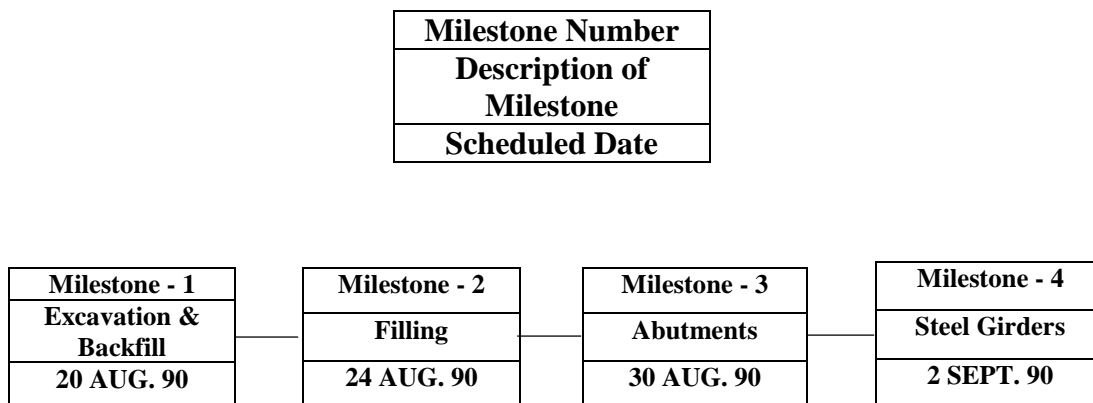 Milestone Number
Description of
Milestone
Scheduled Date
Milestone - 1
Excavation &
Backfill
20 AUG. 90
Milestone - 2
Filling
24 AUG. 90
Milestone - 3
Abutments
30 AUG. 90
Milestone - 4
Steel Girders
2 SEPT. 90